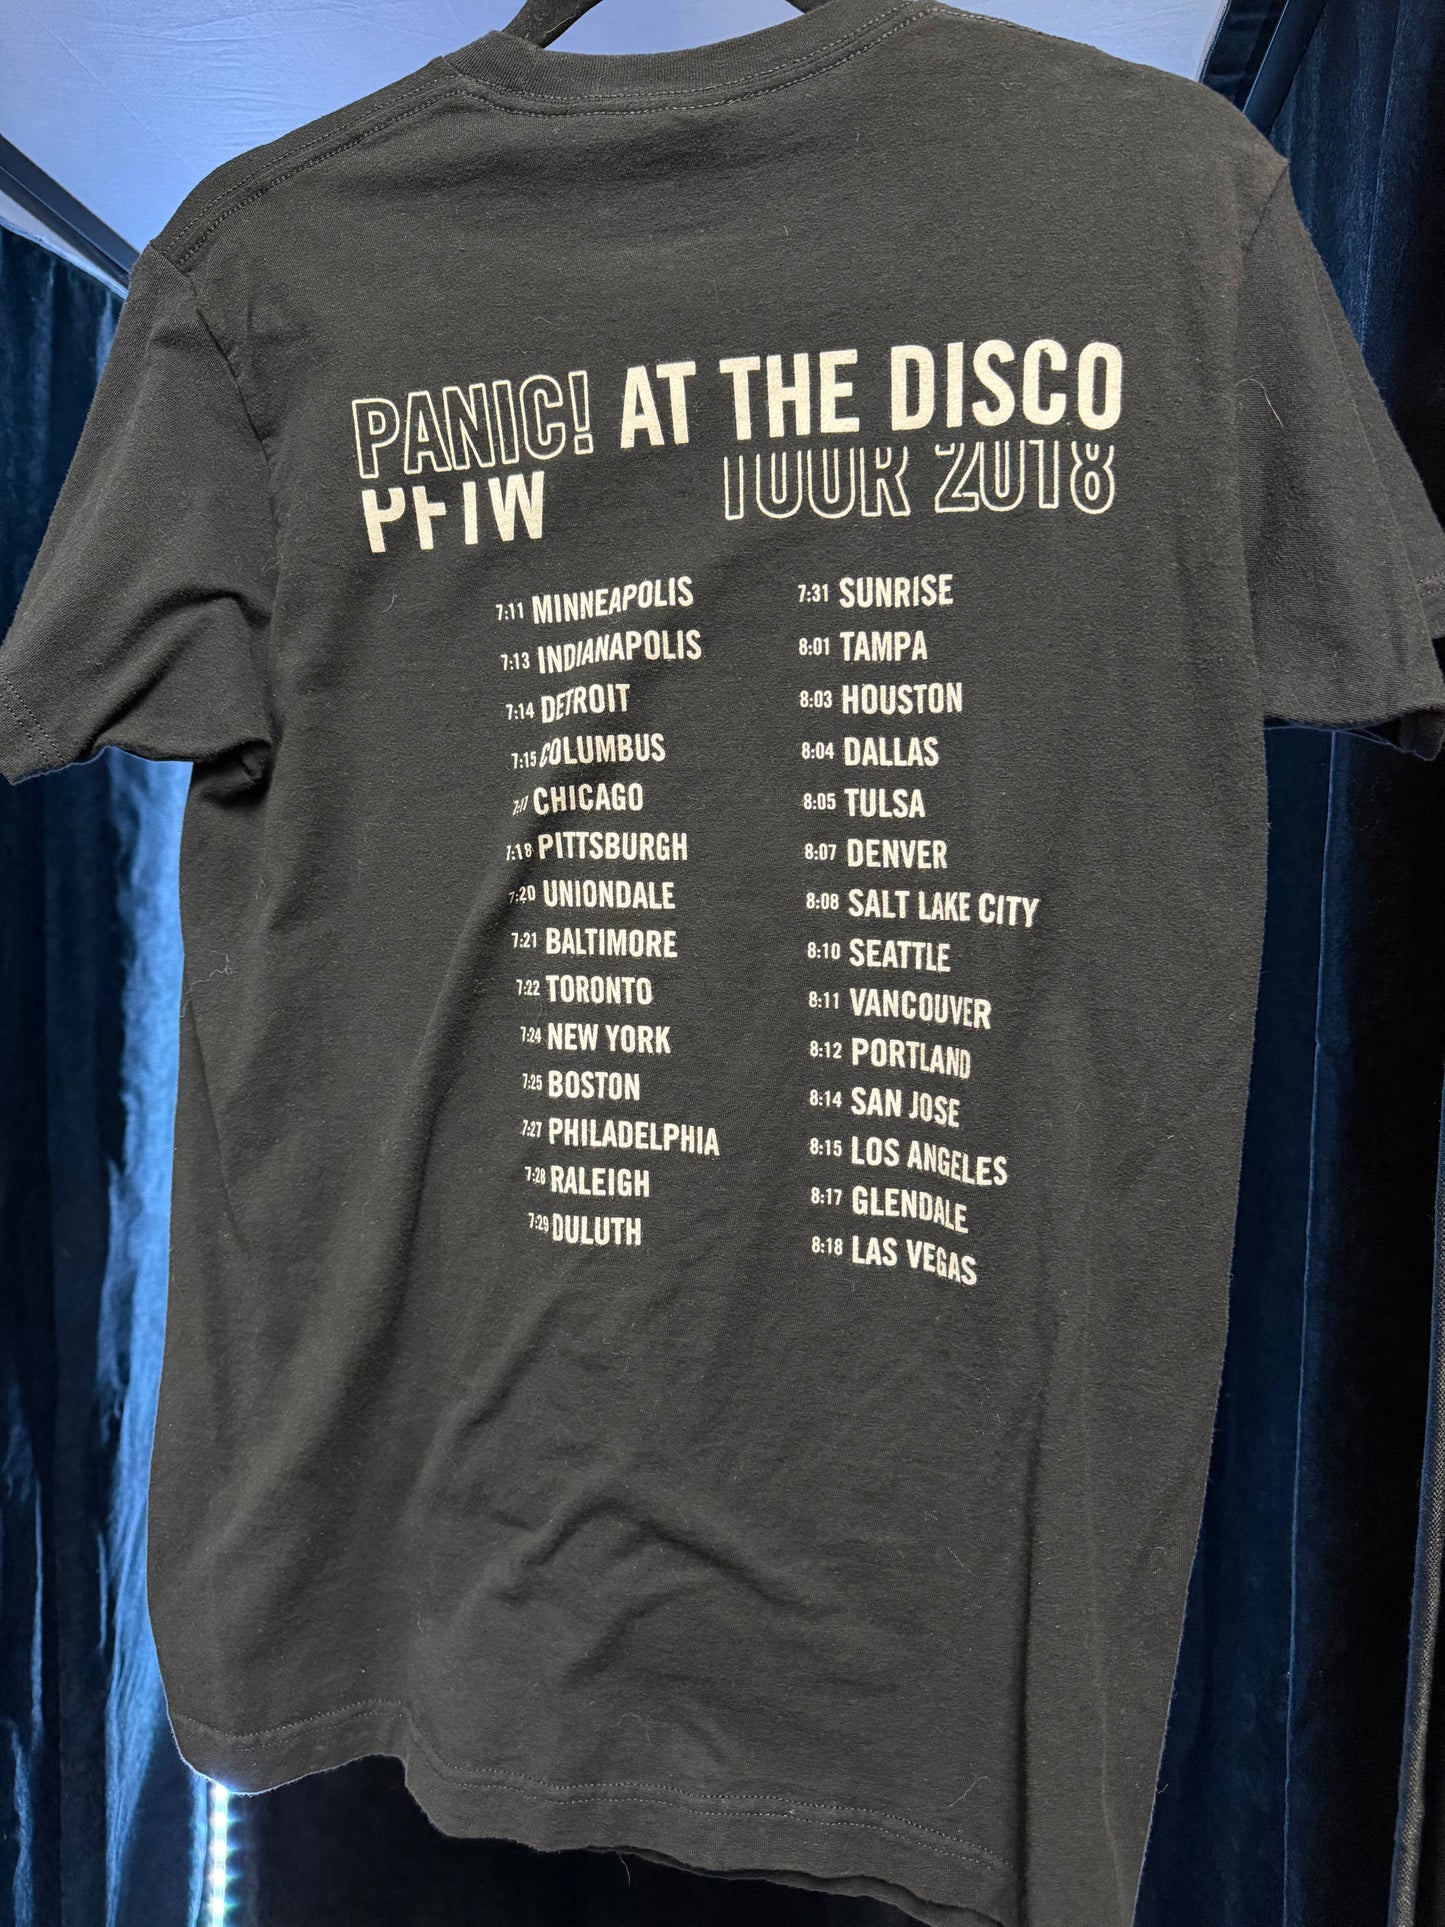 PANIC! AT THE DISCO
PFTW TOUR 2018
7:11 MINNEAPOLIS
7:13 INDIANAPOLIS
7:14 DETROIT
7:15 COLUMBUS
7:17 CHICAGO
7:18 PITTSBURGH
7:20 UNIONDALE
7:21 BALTIMORE
7:22 TORONTO
7:24 NEW YORK
7:25 BOSTON
7:27 PHILADELPHIA
7:28 RALEIGH
7:29 DULUTH
7:31 SUNRISE
8:01 TAMPA
8:03 HOUSTON
8:04 DALLAS
8:05 TULSA
8:07 DENVER
8:08 SALT LAKE CITY
8:10 SEATTLE
8:11 VANCOUVER
8:12 PORTLAND
8:14 SAN JOSE
8:15 LOS ANGELES
8:17 GLENDALE
8:18 LAS VEGAS